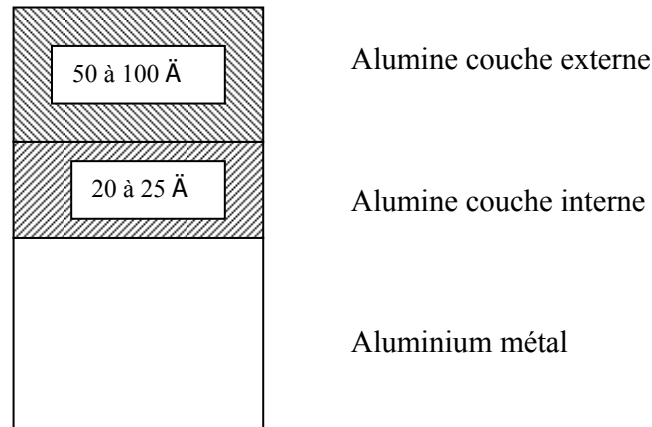 50 à 100 Ä
Alumine couche externe
20 à 25 Ä
Alumine couche interne
Aluminium métal